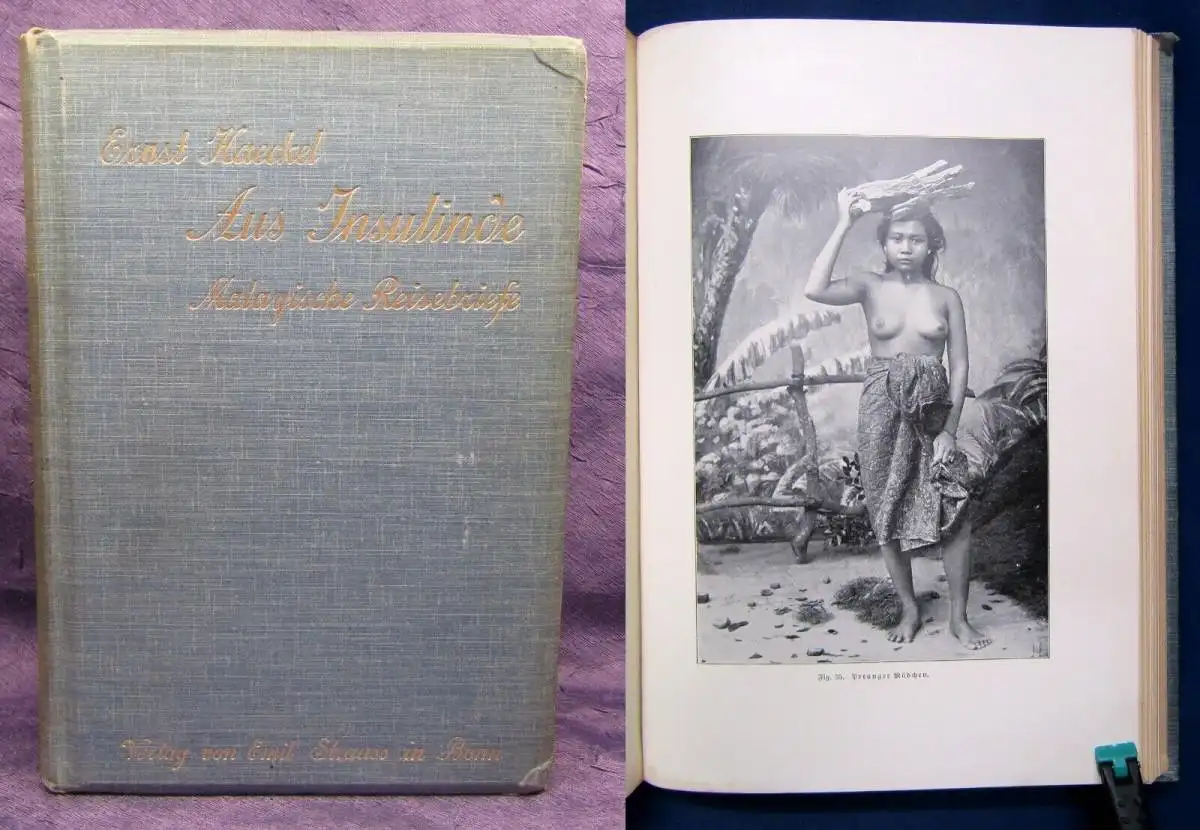 Ernst Haeckel
Aus Insulinde
Malayische Reisebriefe
Verlag von Emil Strauss in Bonn
Fig. 35. Preanger Mädchen.